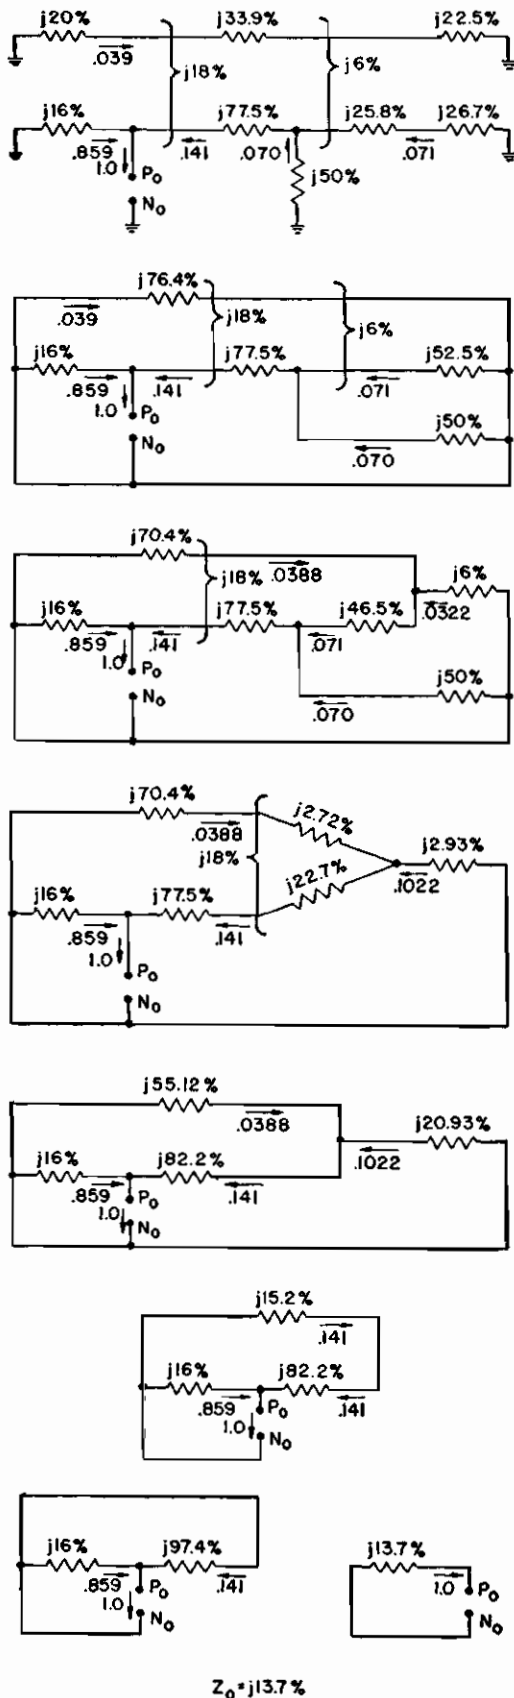 j20% j33.9% j22.5%
.039 j18% j6%
j16% j77.5% j25.8% j26.7%
.859 .141 .070 .071
1.0 P₀ j50%
N₀
j76.4%
.039 j18% j6%
j16% j77.5% j52.5%
.859 .141 .071
1.0 P₀ j50%
N₀ .070
j70.4%
j18% .0388 j6%
j16% j77.5% j46.5% .0322
.859 .141 .071
1.0 P₀ j50%
N₀ .070
j70.4% j2.72%
.0388 j2.93%
j18%
j16% j77.5% j22.7% .1022
.859 .141
1.0 P₀
N₀
j55.12%
.0388 j20.93%
j16% j82.2% .1022
.859 P₀ .141
1.0 N₀
j15.2%
.141
j16% j82.2%
.859 P₀ .141
1.0 N₀
j16% j97.4% j13.7%
.859 P₀ .141 1.0 P₀
1.0 N₀ N₀
Z₀=j13.7%